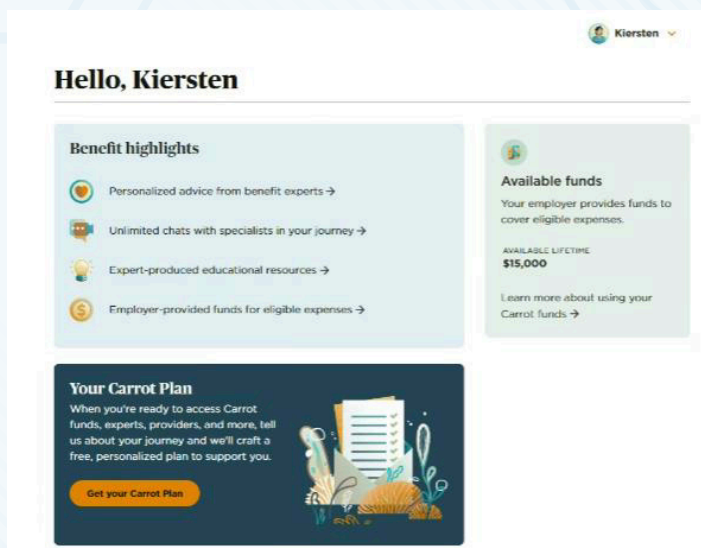 Kiersten
Hello, Kiersten
Benefit highlights
Personalized advice from benefit experts →
Unlimited chats with specialists in your journey →
Expert-produced educational resources →
Employer-provided funds for eligible expenses →
Available funds
Your employer provides funds to
cover eligible expenses.
AVAILABLE LIFETIME
$15,000
Learn more about using your
Carrot funds →
Your Carrot Plan
When you're ready to access Carrot
funds, experts, providers, and more, tell
us about your journey and we'll craft a
free, personalized plan to support you.
Get your Carrot Plan